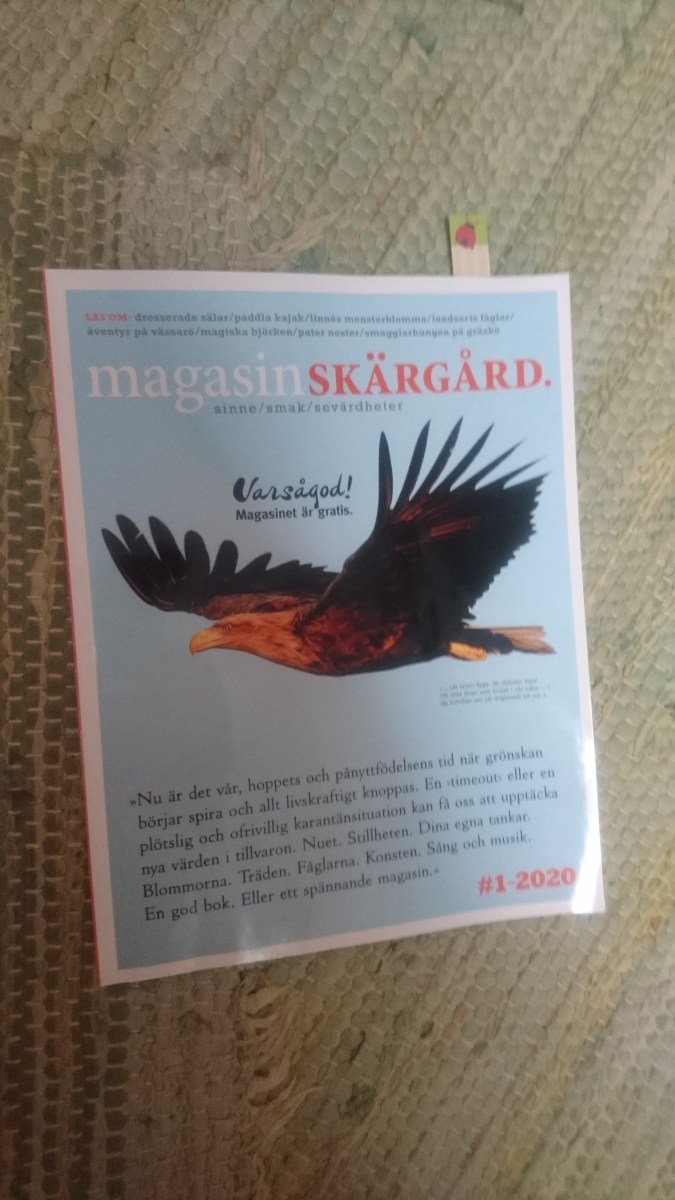 LÄS OM: dresserade sälar/paddla kajak/linnés monsterblomma/landsorts fåglar/
äventyr på vässarö/magiska björken/pater noster/smugglarkungen på gräskö
magasin SKÄRGÅRD.
sinne/smak/sevärdheter
Varsågod!
Magasinet är gratis.
»Nu är det vår, hoppets och pånyttfödelsens tid när grönskan
börjar spira och allt livskraftigt knoppas. En ›timeout‹ eller en
plötslig och ofrivillig karantänsituation kan få oss att upptäcka
nya värden i tillvaron. Nuet. Stillheten. Dina egna tankar.
Blommorna. Träden. Fåglarna. Konsten. Sång och musik.
En god bok. Eller ett spännande magasin.«
#1-2020